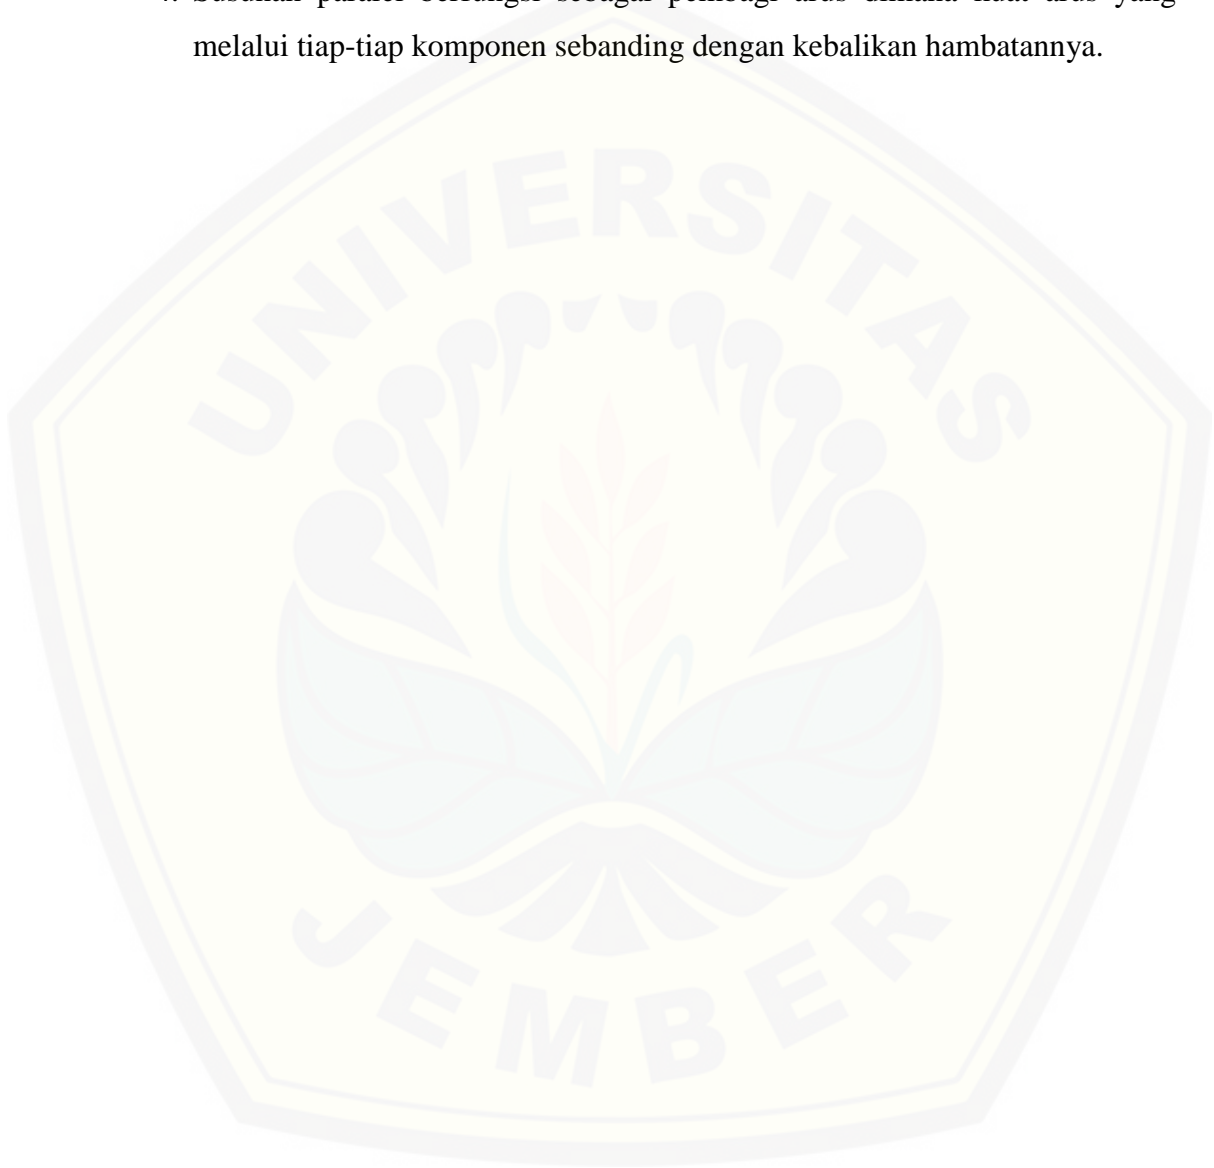 4. Susunan paralel berfungsi sebagai pembagi arus dimana kuat arus yang
melalui tiap-tiap komponen sebanding dengan kebalikan hambatannya.
UNIVERSITAS
JEMBER